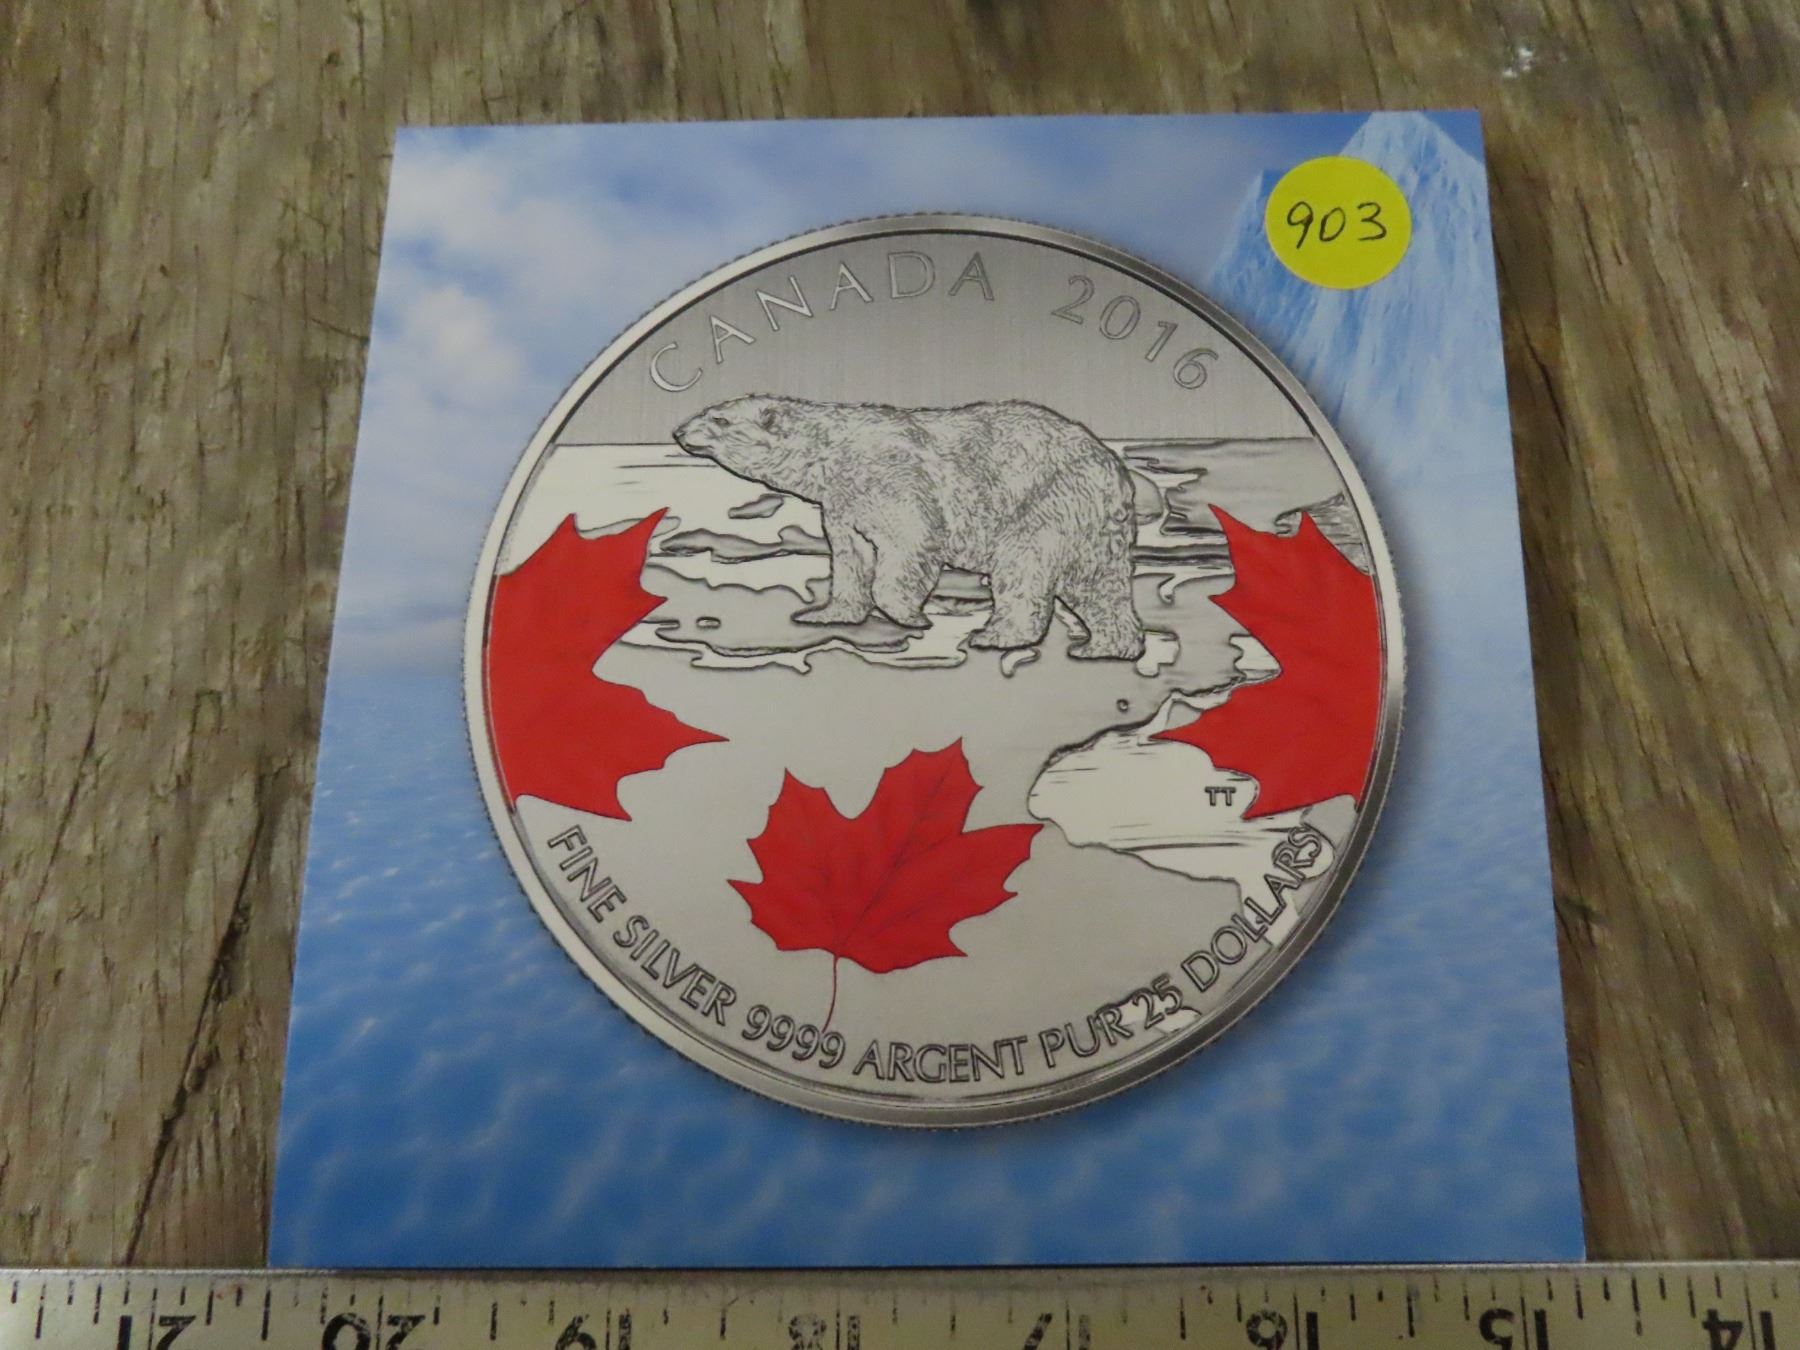 903
CANADA 2016
TT
FINE SILVER 9999 ARGENT PUR 25 DOLLARS
21 20 19 18 17 16 15 14